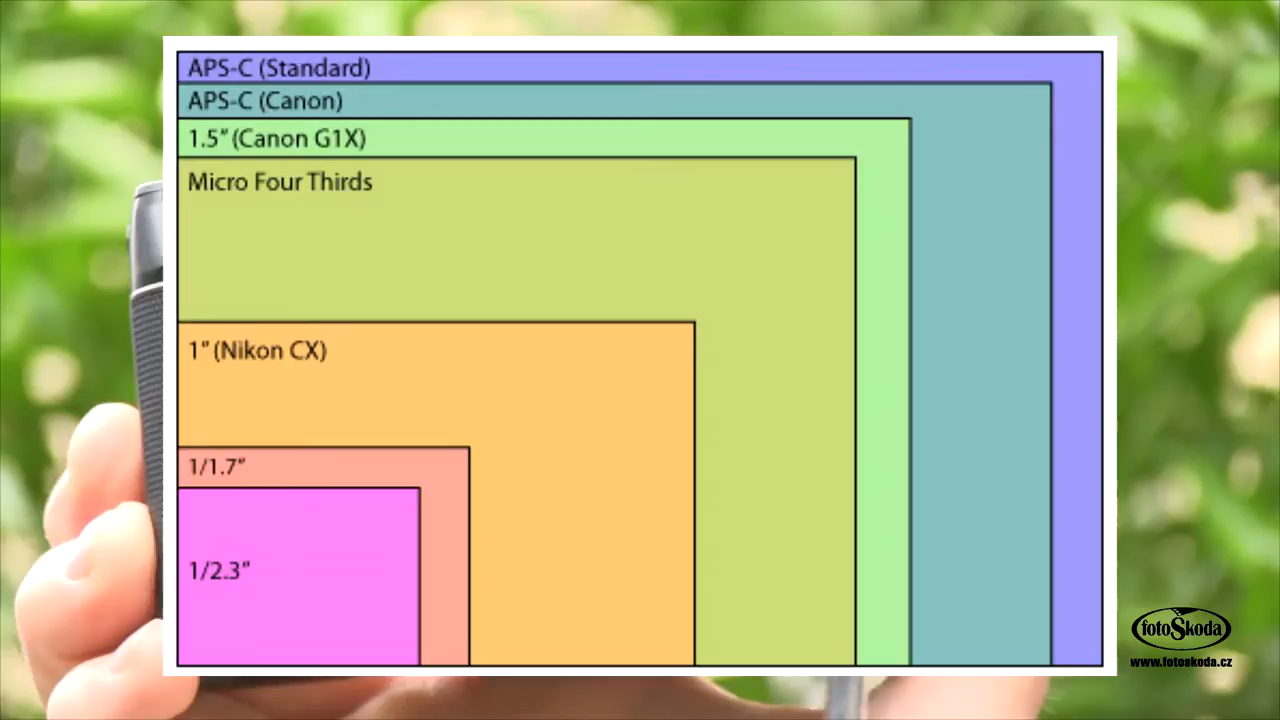 APS-C (Standard)
APS-C (Canon)
1.5” (Canon G1X)
Micro Four Thirds
1” (Nikon CX)
1/1.7”
1/2.3”
fotoŠkoda
www.fotoskoda.cz